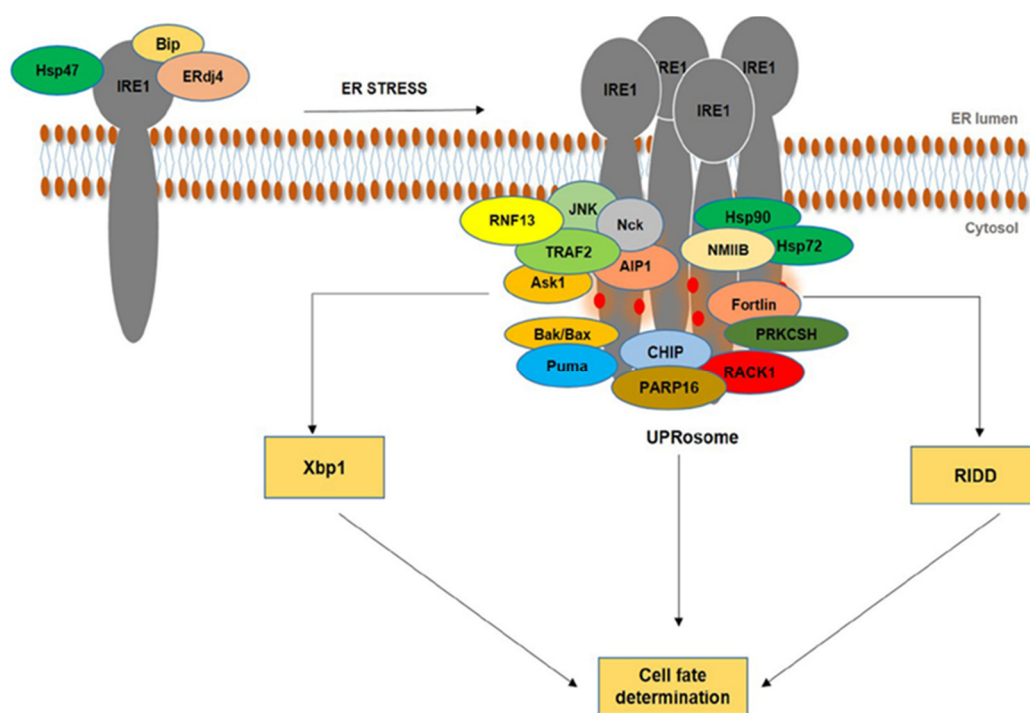 Bip
Hsp47
ERdj4
IRE1
ER STRESS
IRE1
IRE1
IRE1
IRE1
ER lumen
Cytosol
JNK
RNF13
Nck
Hsp90
Hsp72
TRAF2
NMIIB
AIP1
Ask1
Fortlin
Bak/Bax
PRKCSH
CHIP
Puma
RACK1
PARP16
UPRosome
Xbp1
RIDD
Cell fate
determination